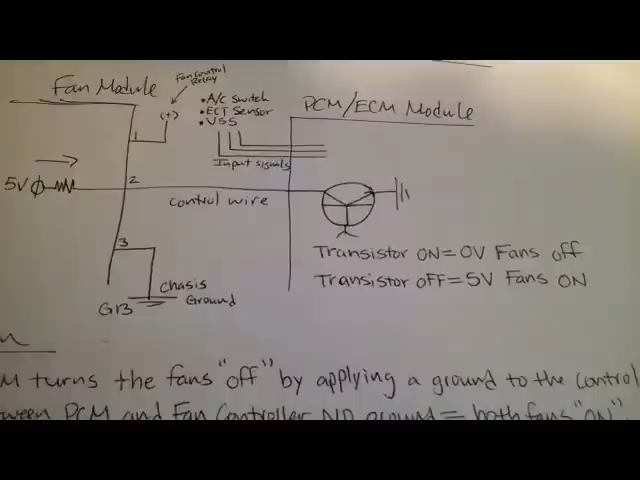 Fan Control
Relay
Fan Module
• A/C Switch
• ECT Sensor
• VSS
PCM/ECM Module
(+)
1
Input signals
5V
2
control wire
3
Transistor ON = 0V Fans off
Transistor OFF = 5V Fans ON
Chasis
Ground
G113
M turns the fans "off" by applying a ground to the control
tween PCM and Fan Controller NO ground = both fans "ON"